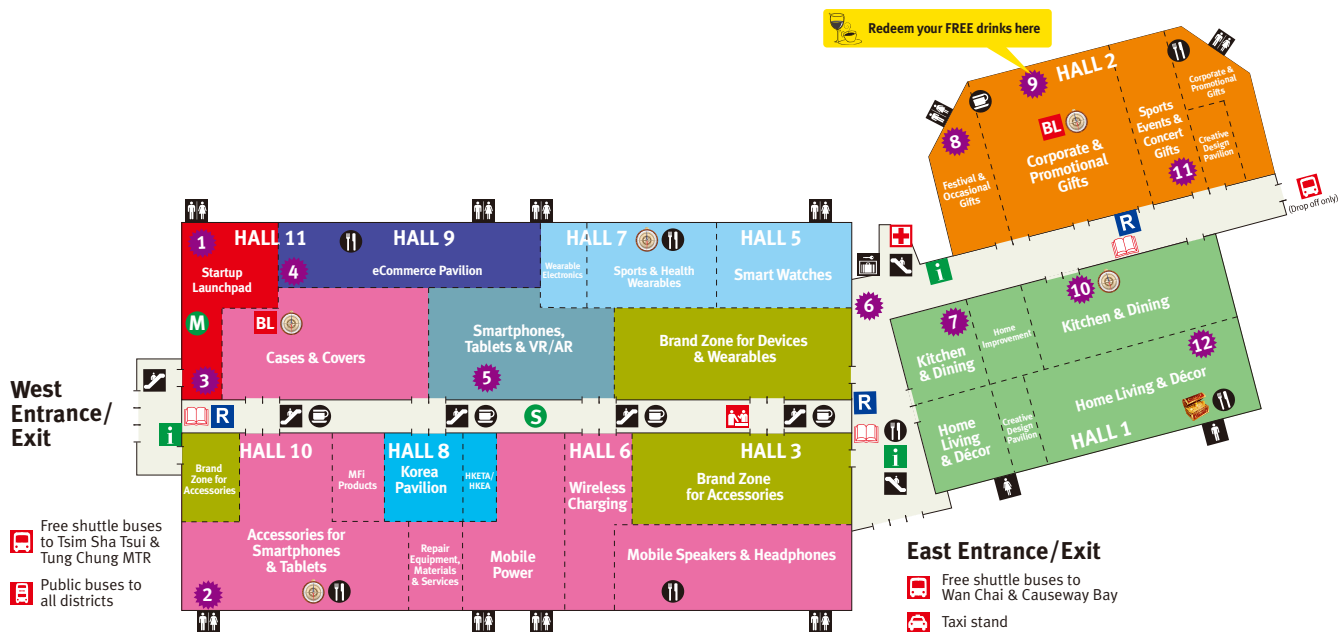 Redeem your FREE drinks here
9
HALL 2
Corporate &
Promotional
Gifts
8
BL
Corporate &
Promotional
Gifts
Sports
Events &
Concert
Gifts
Creative
Design
Pavilion
11
Festival &
Occasional
Gifts
(Drop off only)
R
1
HALL 11
HALL 9
HALL 7
HALL 5
4
Startup
Launchpad
eCommerce Pavilion
Wearable
Electronics
Sports & Health
Wearables
Smart Watches
i
6
10
M
BL
Cases & Covers
Smartphones,
Tablets & VR/AR
Brand Zone for Devices
& Wearables
7
Kitchen
& Dining
Home
Improvement
Kitchen & Dining
12
3
5
West
Entrance/
Exit
i
R
S
R
Home Living & Décor
Home
Living
& Décor
Creative
Design
Pavilion
HALL 1
i
HALL 10
HALL 8
HALL 6
HALL 3
Brand
Zone for
Accessories
MFi
Products
Korea
Pavilion
HKETA/
HKEA
Wireless
Charging
Brand Zone
for Accessories
Accessories for
Smartphones
& Tablets
Repair
Equipment,
Materials
& Services
Mobile
Power
Mobile Speakers & Headphones
2
Free shuttle buses
to Tsim Sha Tsui &
Tung Chung MTR
Public buses to
all districts
East Entrance/Exit
Free shuttle buses to
Wan Chai & Causeway Bay
Taxi stand